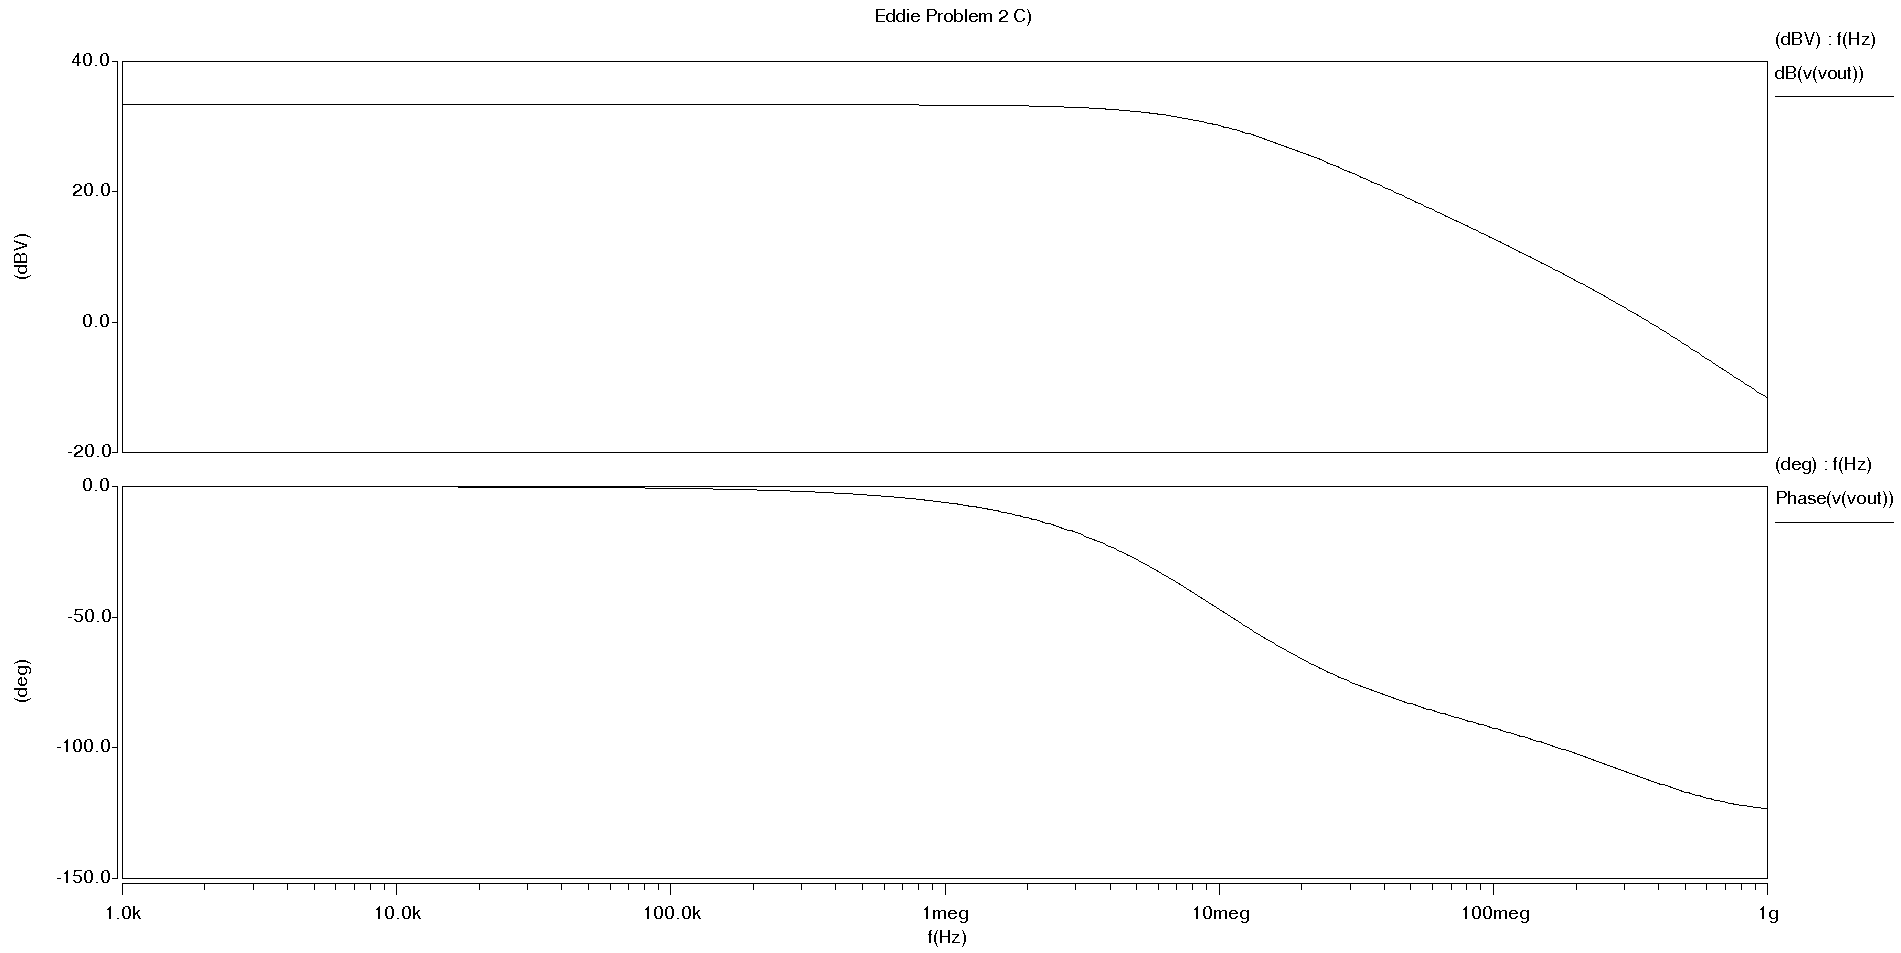 Eddie Problem 2 C)
(dBV) : f(Hz)
dB(v(vout))
40.0
20.0
0.0
-20.0
(dBV)
(deg) : f(Hz)
Phase(v(vout))
0.0
-50.0
-100.0
-150.0
(deg)
1.0k 10.0k 100.0k 1meg 10meg 100meg 1g
f(Hz)